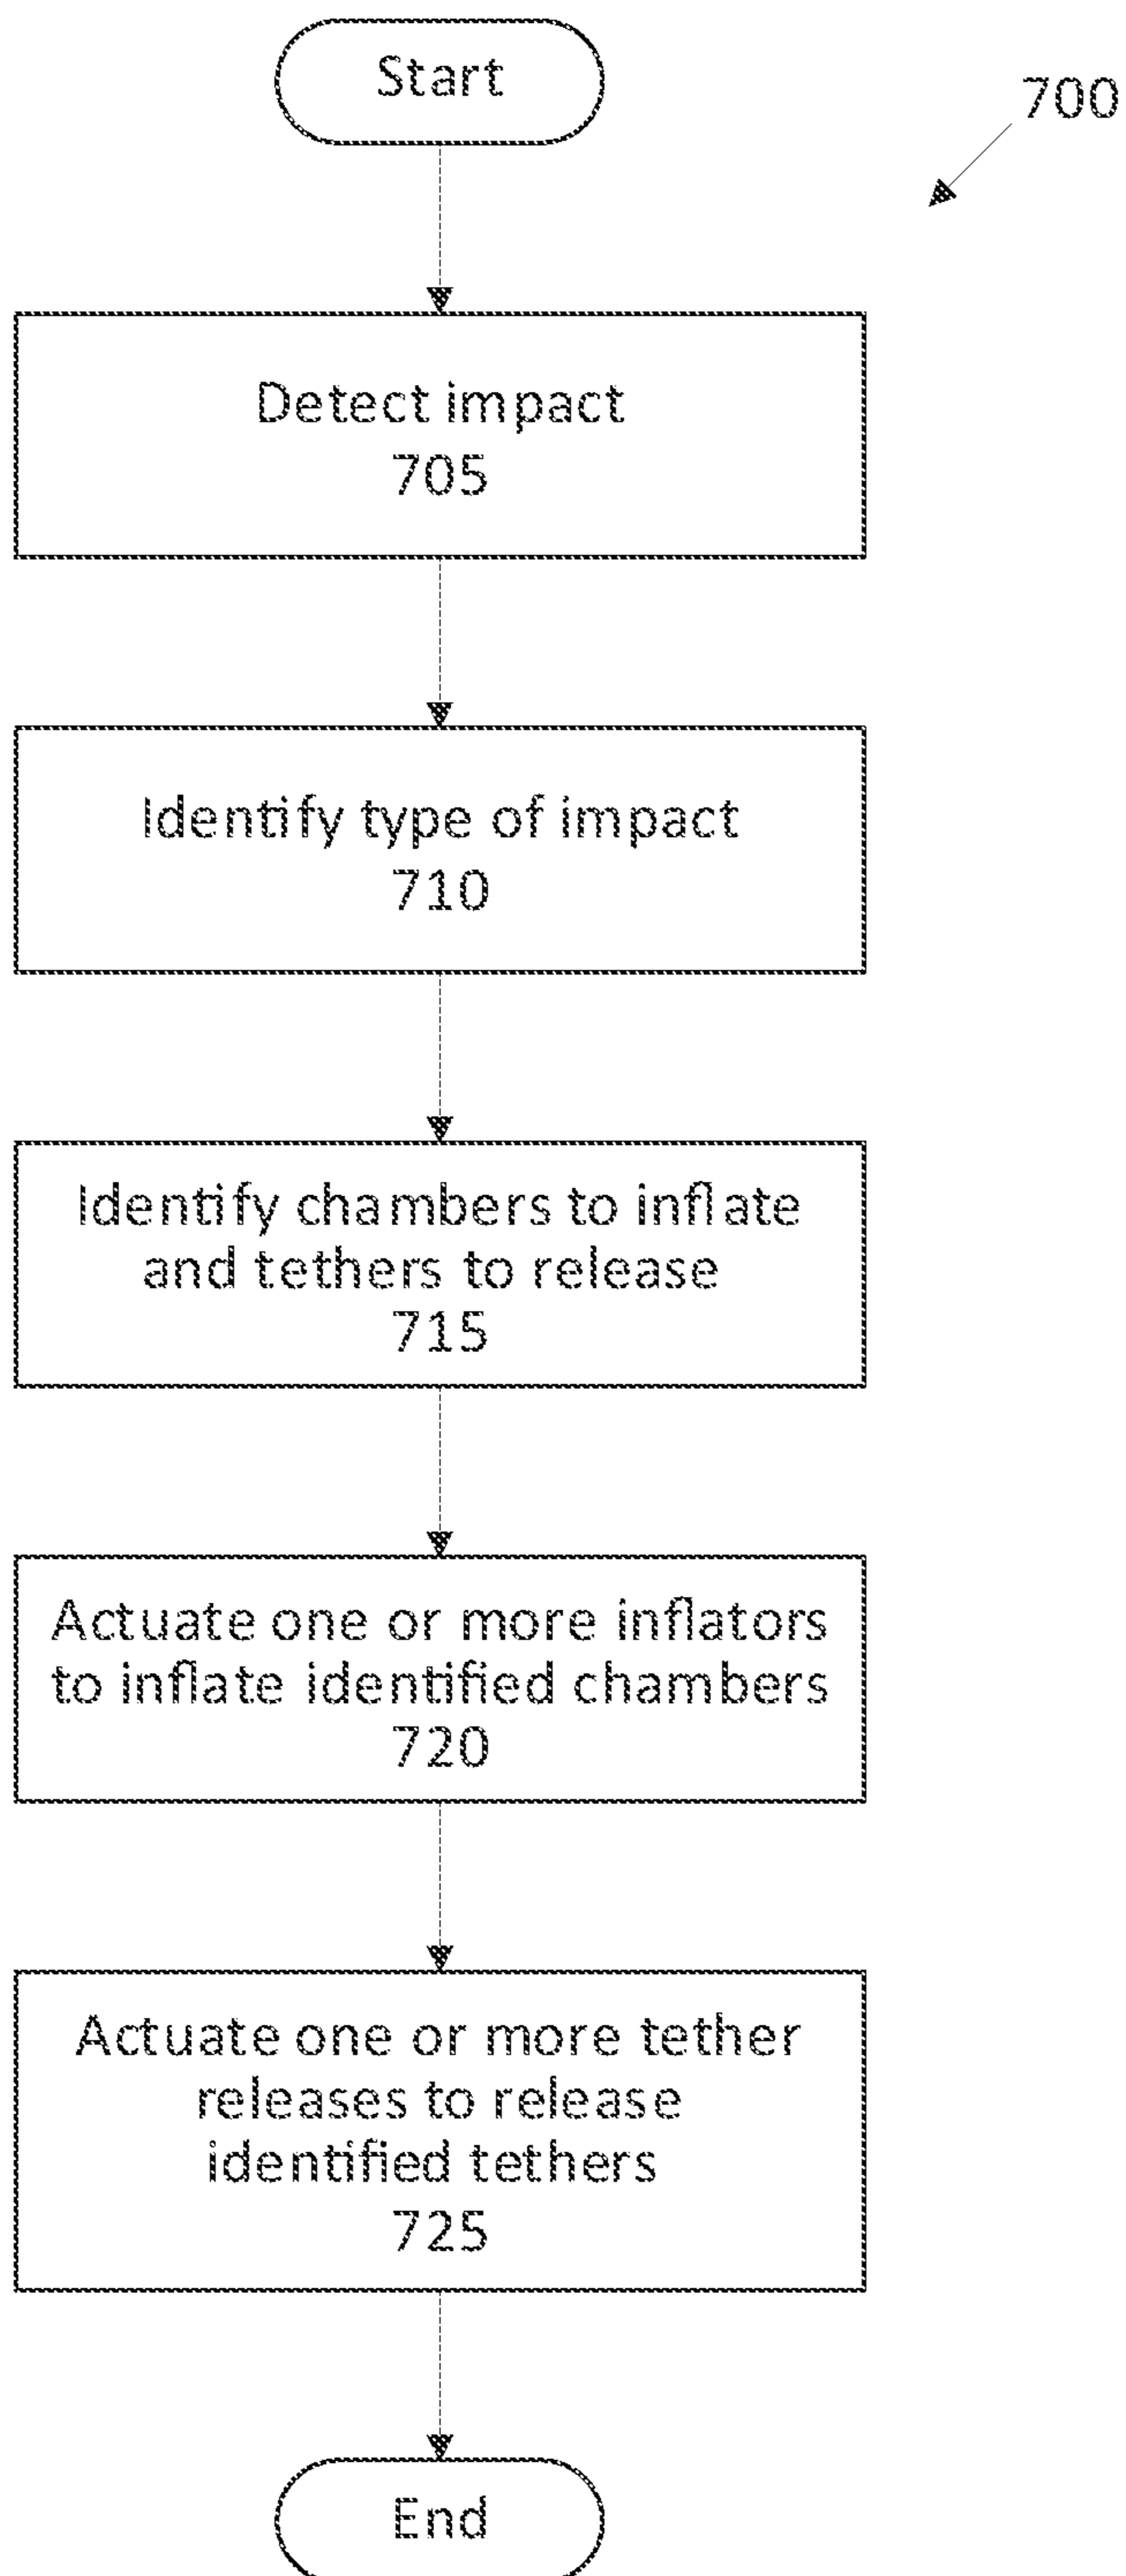 Start
700
Detect impact
705
Identify type of impact
710
Identify chambers to inflate
and tethers to release
715
Actuate one or more inflators
to inflate identified chambers
720
Actuate one or more tether
releases to release
identified tethers
725
End